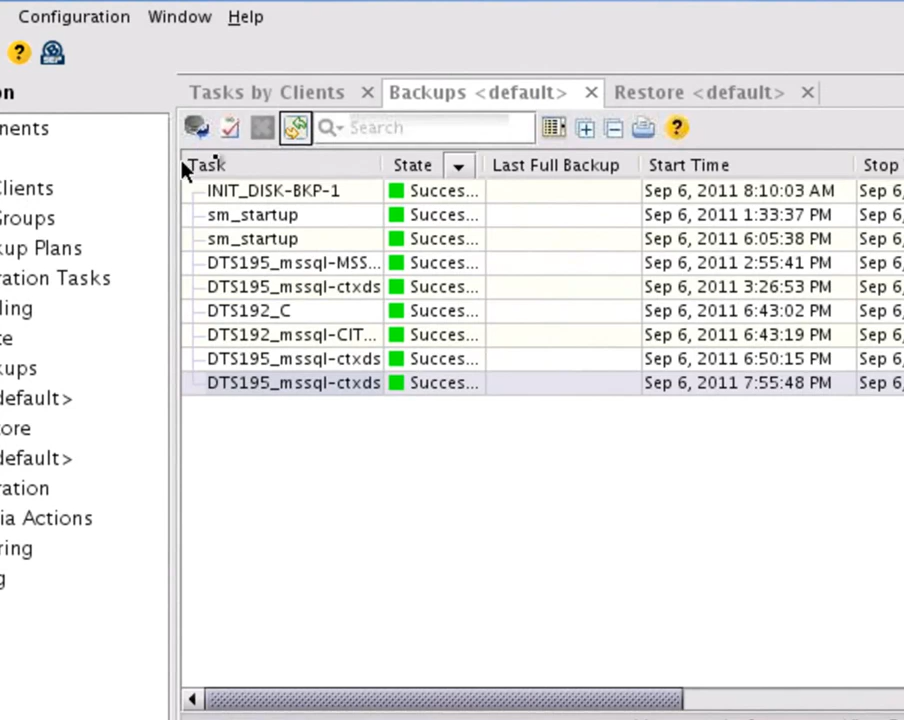 Configuration Window Help
?
n
Tasks by Clients Backups <default> Restore <default>
nents
Search ?
Task State Last Full Backup Start Time Stop
lients
Groups
kup Plans
ration Tasks
ling
e
kups
default>
ore
default>
ration
ia Actions
ring
g
INIT_DISK-BKP-1 Succes... Sep 6, 2011 8:10:03 AM Sep 6,
sm_startup Succes... Sep 6, 2011 1:33:37 PM Sep 6,
sm_startup Succes... Sep 6, 2011 6:05:38 PM Sep 6,
DTS195_mssql-MSS... Succes... Sep 6, 2011 2:55:41 PM Sep 6,
DTS195_mssql-ctxds Succes... Sep 6, 2011 3:26:53 PM Sep 6,
DTS192_C Succes... Sep 6, 2011 6:43:02 PM Sep 6,
DTS192_mssql-CIT... Succes... Sep 6, 2011 6:43:19 PM Sep 6,
DTS195_mssql-ctxds Succes... Sep 6, 2011 6:50:15 PM Sep 6,
DTS195_mssql-ctxds Succes... Sep 6, 2011 7:55:48 PM Sep 6,